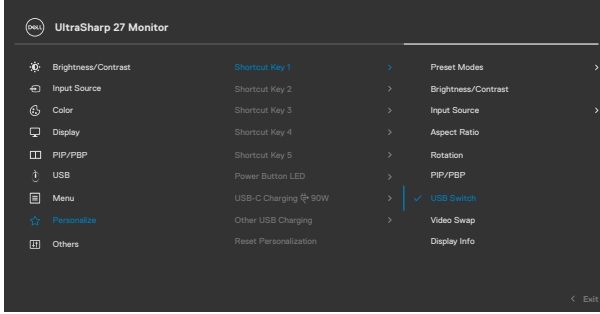 DELL UltraSharp 27 Monitor
Brightness/Contrast
Input Source
Color
Display
PIP/PBP
USB
Menu
Personalize
Others
Shortcut Key 1
Shortcut Key 2
Shortcut Key 3
Shortcut Key 4
Shortcut Key 5
Power Button LED
USB-C Charging 90W
Other USB Charging
Reset Personalization
Preset Modes
Brightness/Contrast
Input Source
Aspect Ratio
Rotation
PIP/PBP
USB Switch
Video Swap
Display Info
Exit